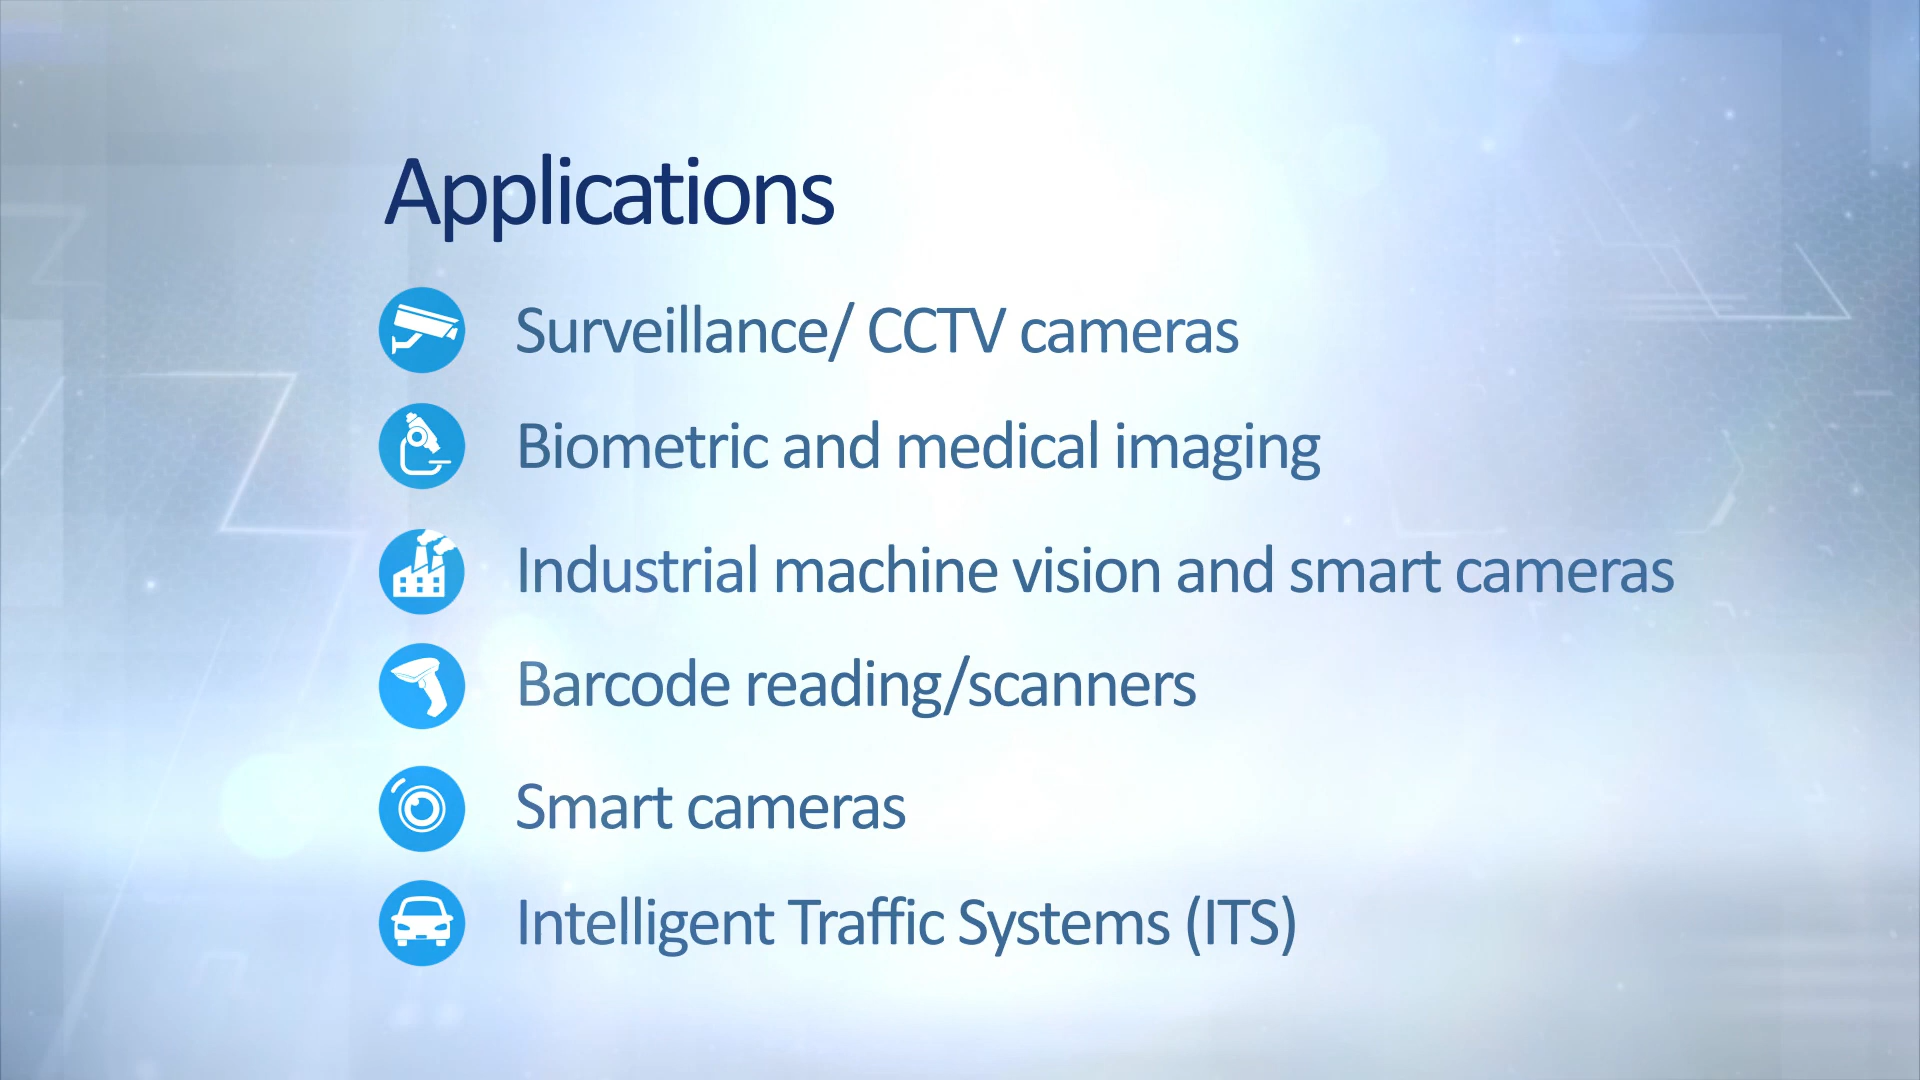 Applications
Surveillance/ CCTV cameras
Biometric and medical imaging
Industrial machine vision and smart cameras
Barcode reading/scanners
Smart cameras
Intelligent Traffic Systems (ITS)